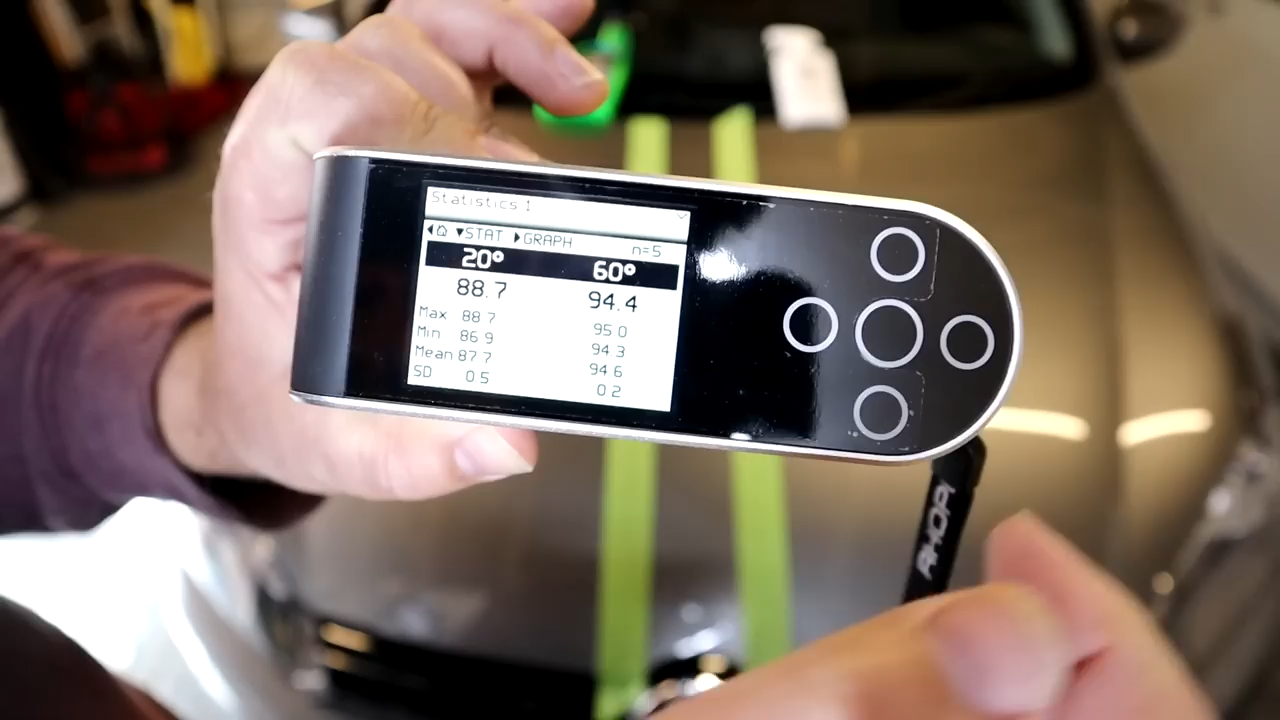 Statistics 1
STAT GRAPH n=5
20° 60°
88.7 94.4
Max 88.7 95.0
Min 86.9 94.3
Mean 87.7 94.6
SD 0.5 0.2
RHOPO